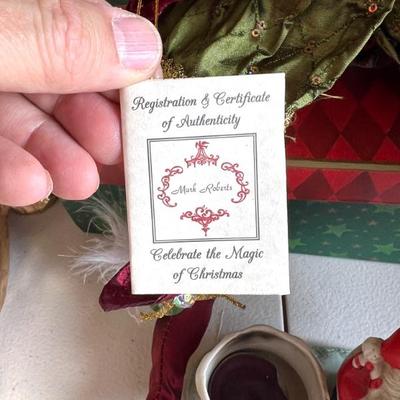 Registration & Certificate
of Authenticity
Mark Roberts
Celebrate the Magic
of Christmas